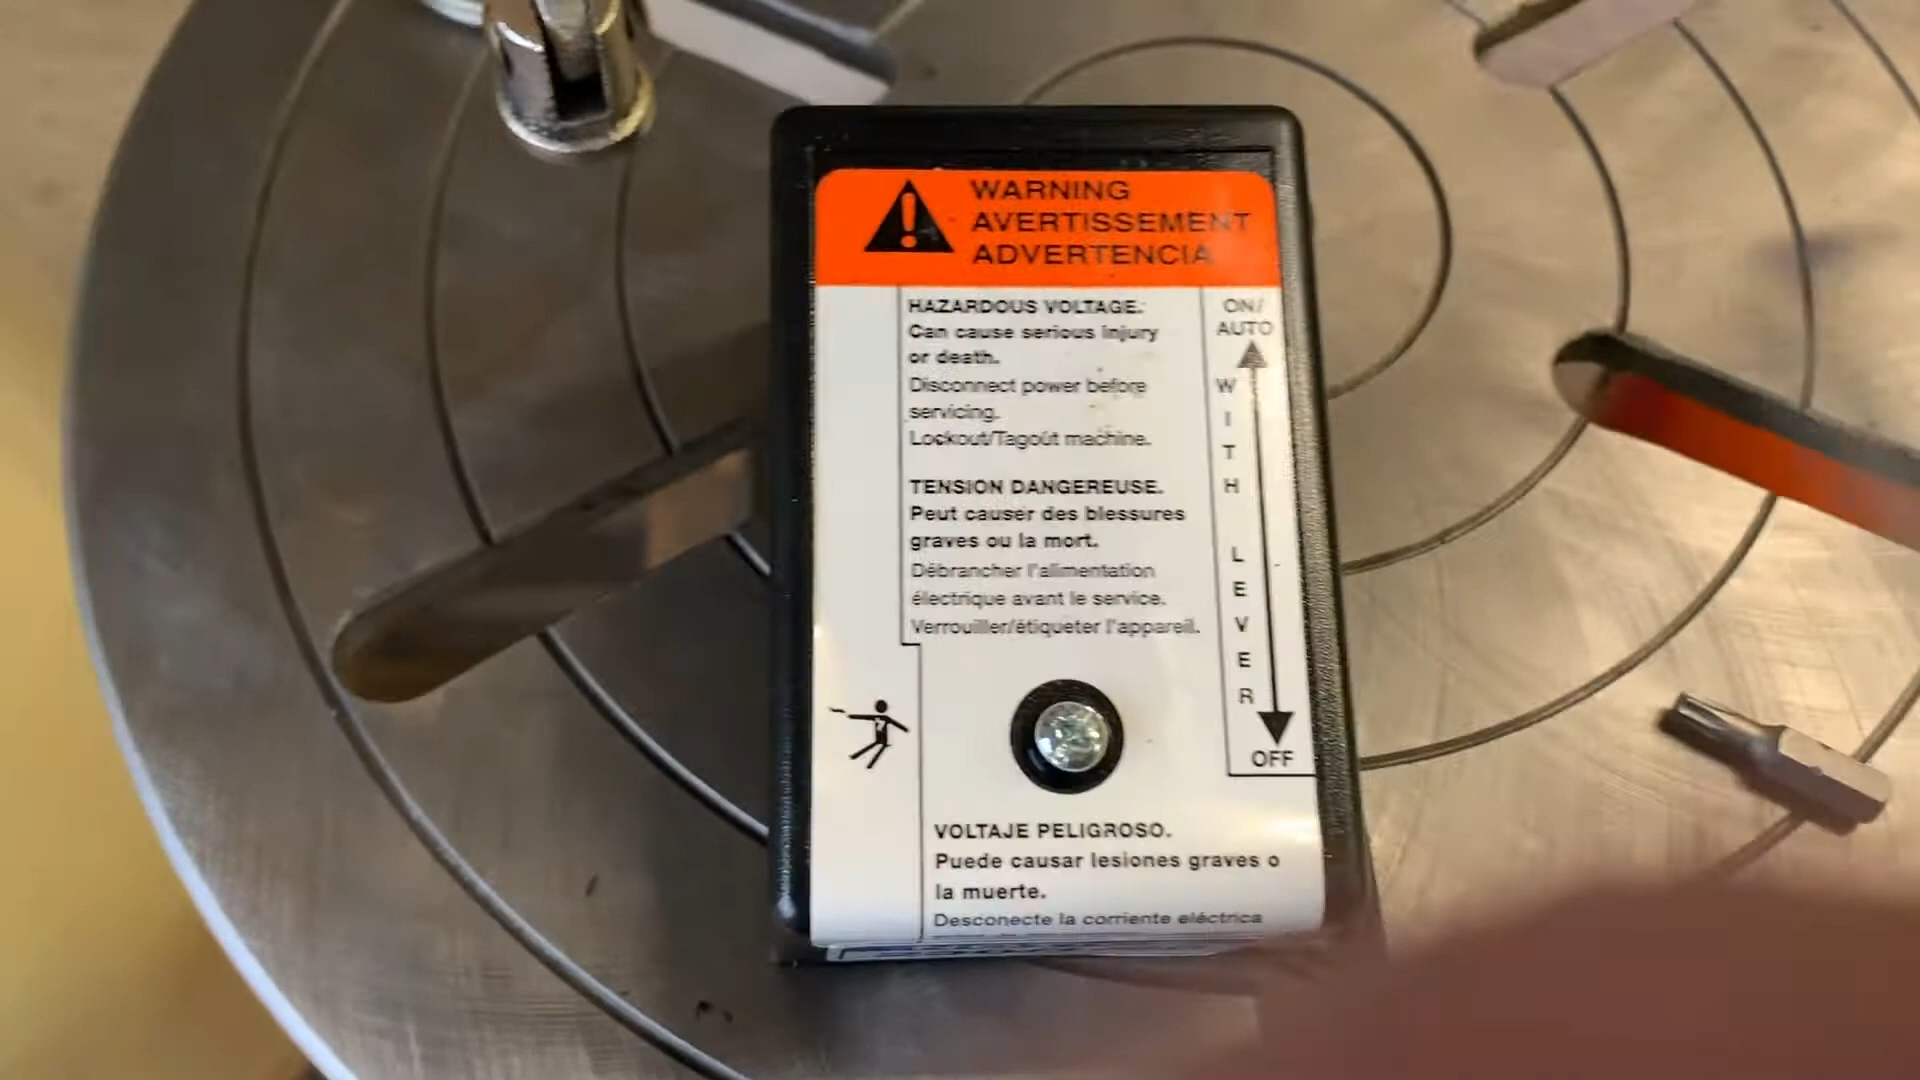 WARNING
AVERTISSEMENT
ADVERTENCIA
HAZARDOUS VOLTAGE.
Can cause serious injury
or death.
Disconnect power before
servicing.
Lockout/Tagout machine.
TENSION DANGEREUSE.
Peut causer des blessures
graves ou la mort.
Débrancher l'alimentation
électrique avant le service.
Verrouiller/étiqueter l'appareil.
VOLTAJE PELIGROSO.
Puede causar lesiones graves o
la muerte.
Desconecte la corriente eléctrica
ON/
AUTO
WITH LEVER
OFF